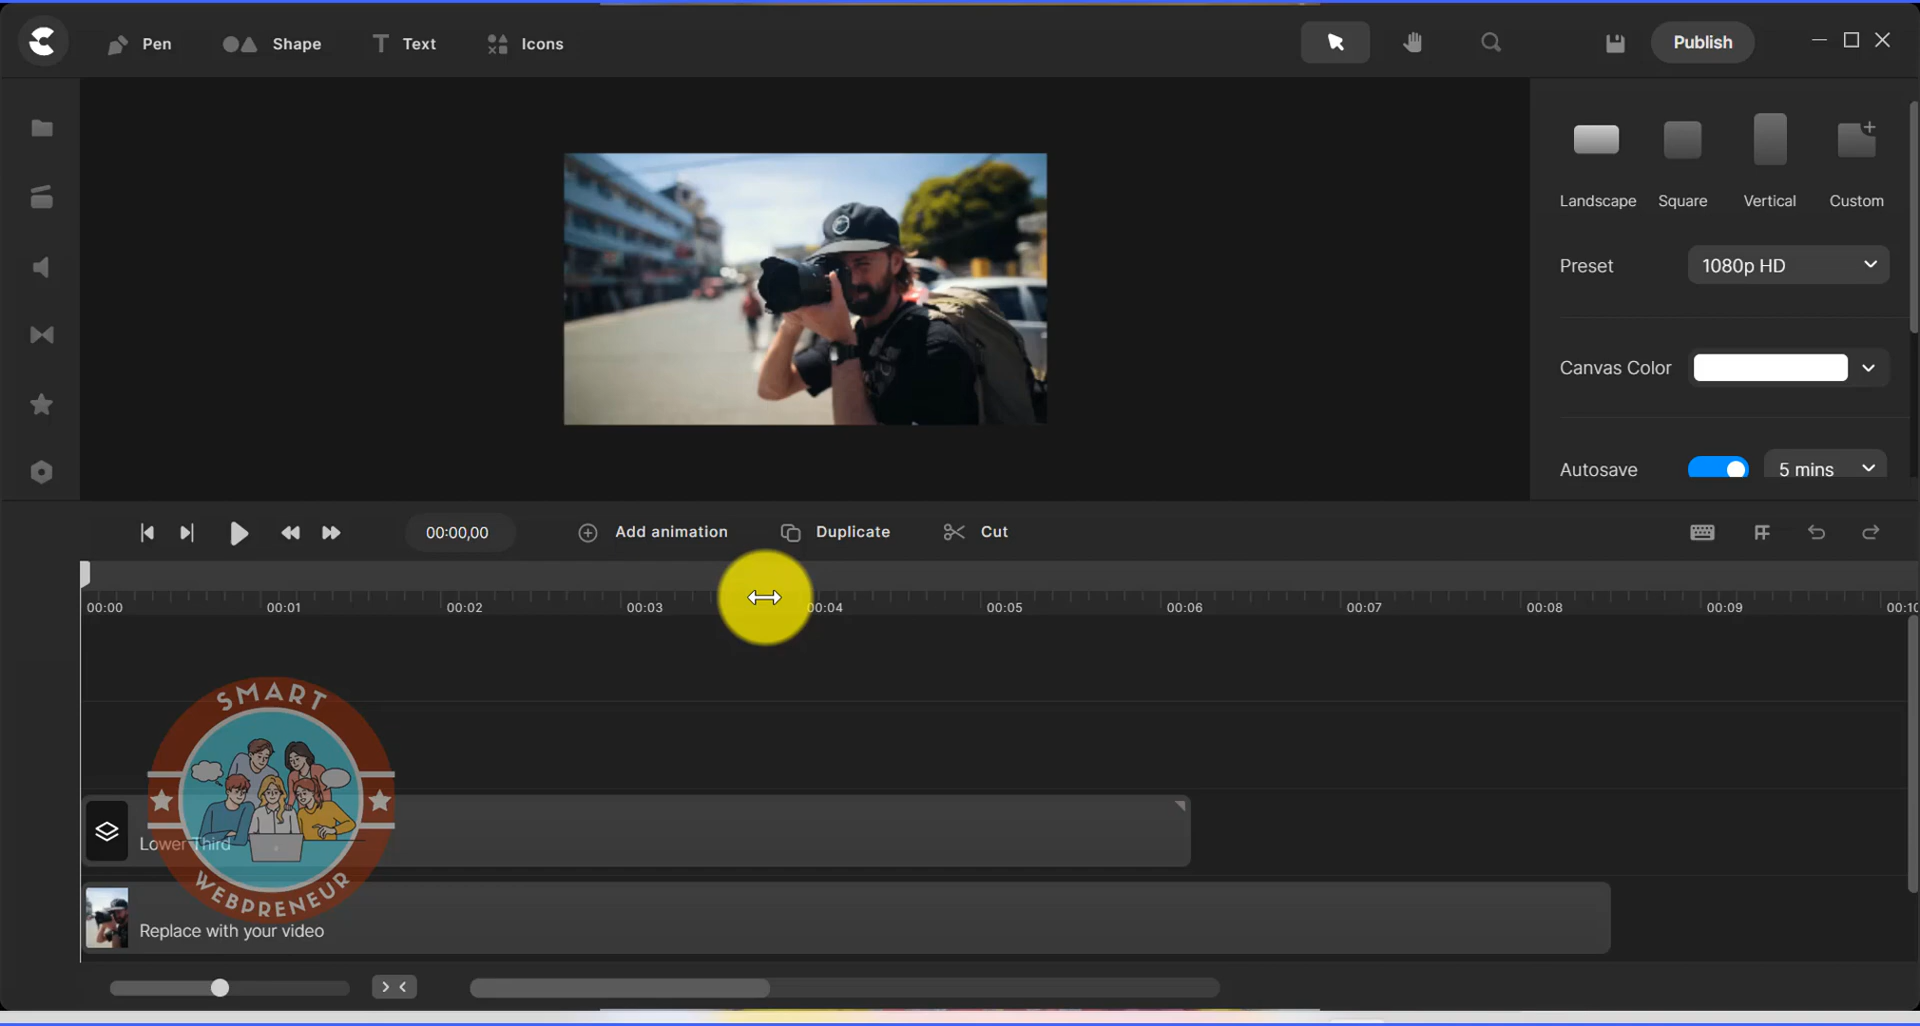 Pen
Shape
Text
Icons
Publish
Landscape
Square
Vertical
Custom
Preset
1080p HD
Canvas Color
Autosave
5 mins
00:00,00
Add animation
Duplicate
Cut
00:00
00:01
00:02
00:03
00:04
00:05
00:06
00:07
00:08
00:09
SMART
WEBPRENEUR
Lower Third
Replace with your video